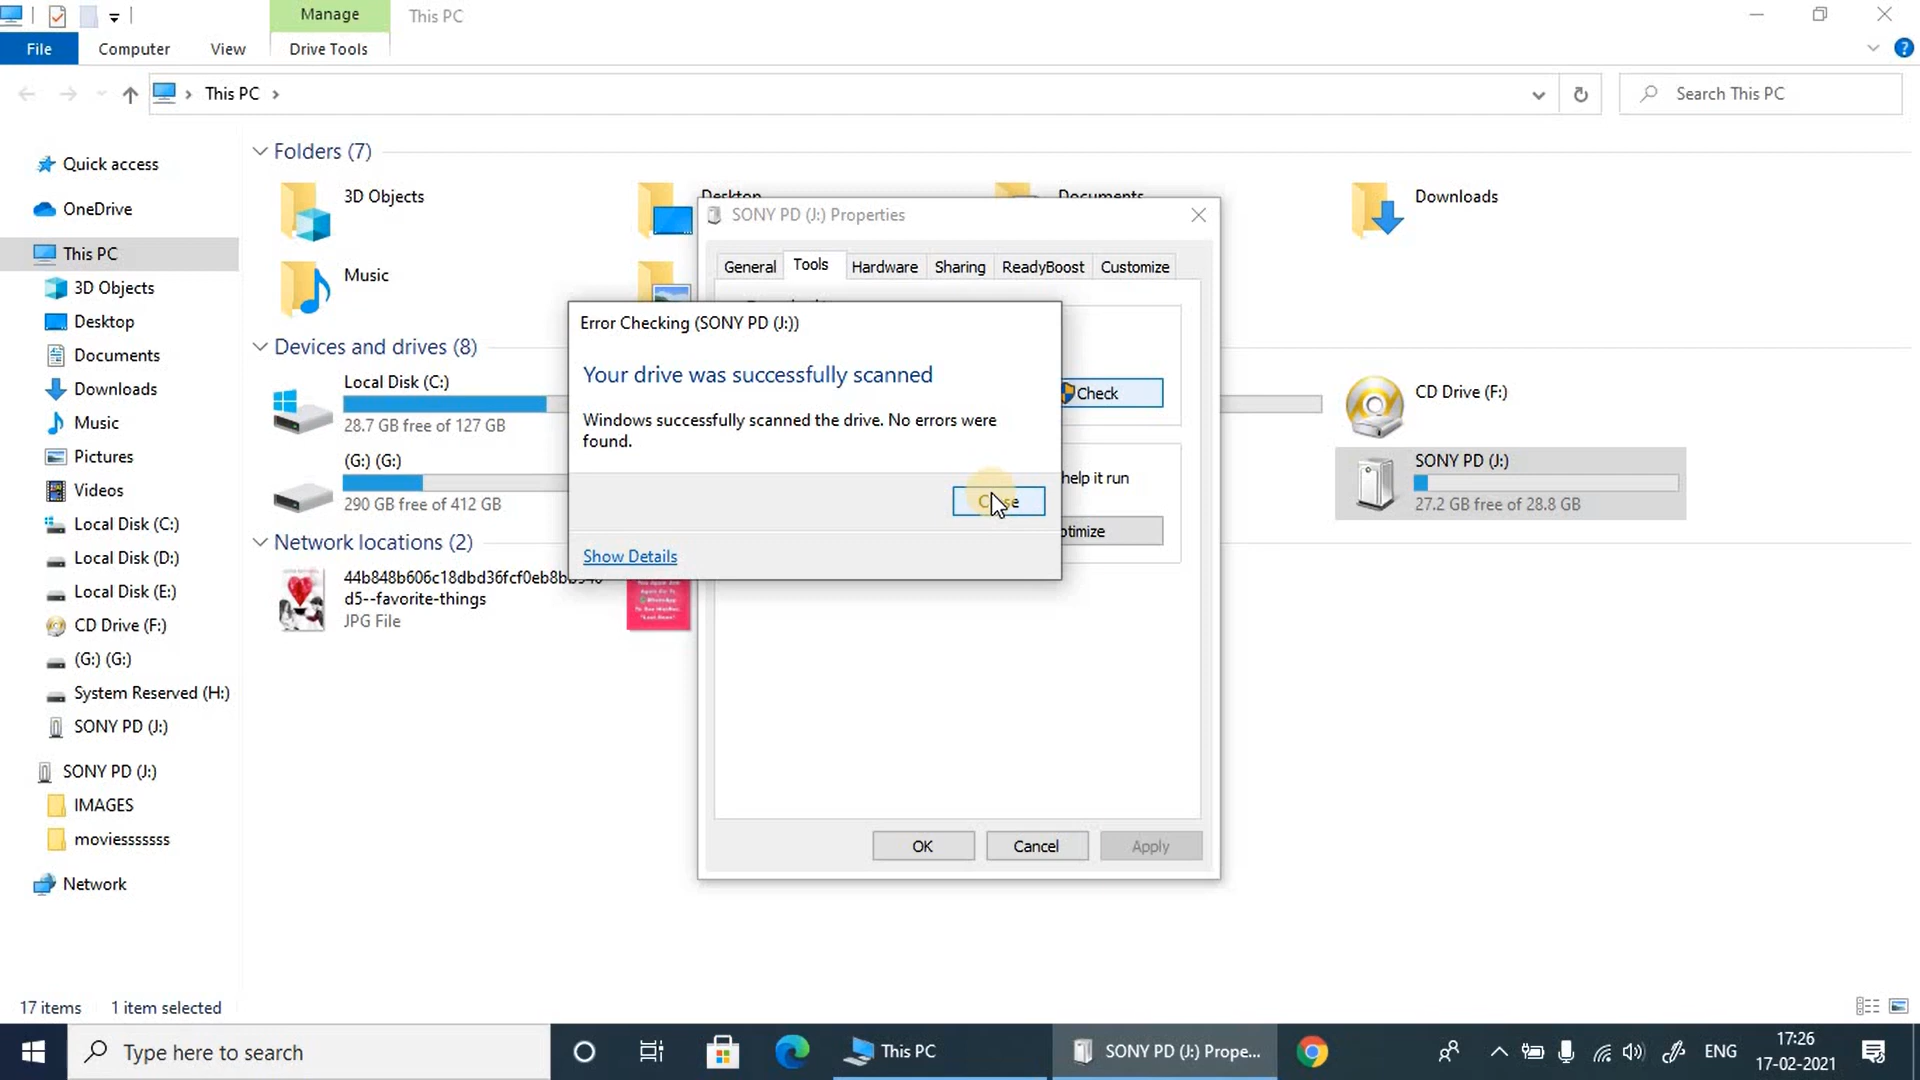 Manage
This PC
File
Computer
View
Drive Tools
This PC
Search This PC
Quick access
OneDrive
This PC
3D Objects
Desktop
Documents
Downloads
Music
Pictures
Videos
Local Disk (C:)
Local Disk (D:)
Local Disk (E:)
CD Drive (F:)
(G:) (G:)
System Reserved (H:)
SONY PD (J:)
SONY PD (J:)
IMAGES
moviesssssss
Network
Folders (7)
3D Objects
Desktop
Documents
Downloads
Music
Devices and drives (8)
Local Disk (C:)
28.7 GB free of 127 GB
(G:) (G:)
290 GB free of 412 GB
CD Drive (F:)
SONY PD (J:)
27.2 GB free of 28.8 GB
Network locations (2)
d5--favorite-things
JPG File
SONY PD (J:) Properties
General
Tools
Hardware
Sharing
ReadyBoost
Customize
Check
help it run
OK
Cancel
Apply
Error Checking (SONY PD (J:))
Your drive was successfully scanned
Windows successfully scanned the drive. No errors were
found.
Close
Show Details
17 items
1 item selected
Type here to search
This PC
SONY PD (J:) Prope...
ENG
17:26
17-02-2021